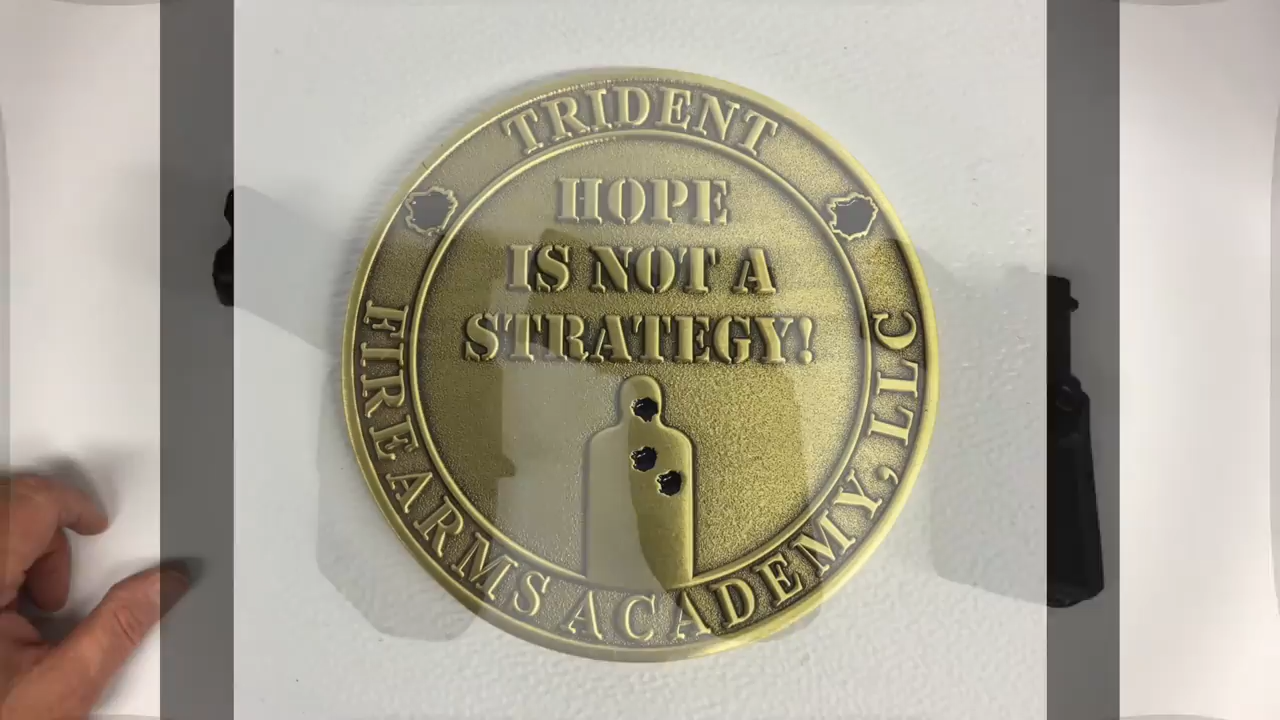 TRIDENT
HOPE
IS NOT A
STRATEGY!
FIREARMS ACADEMY, LLC